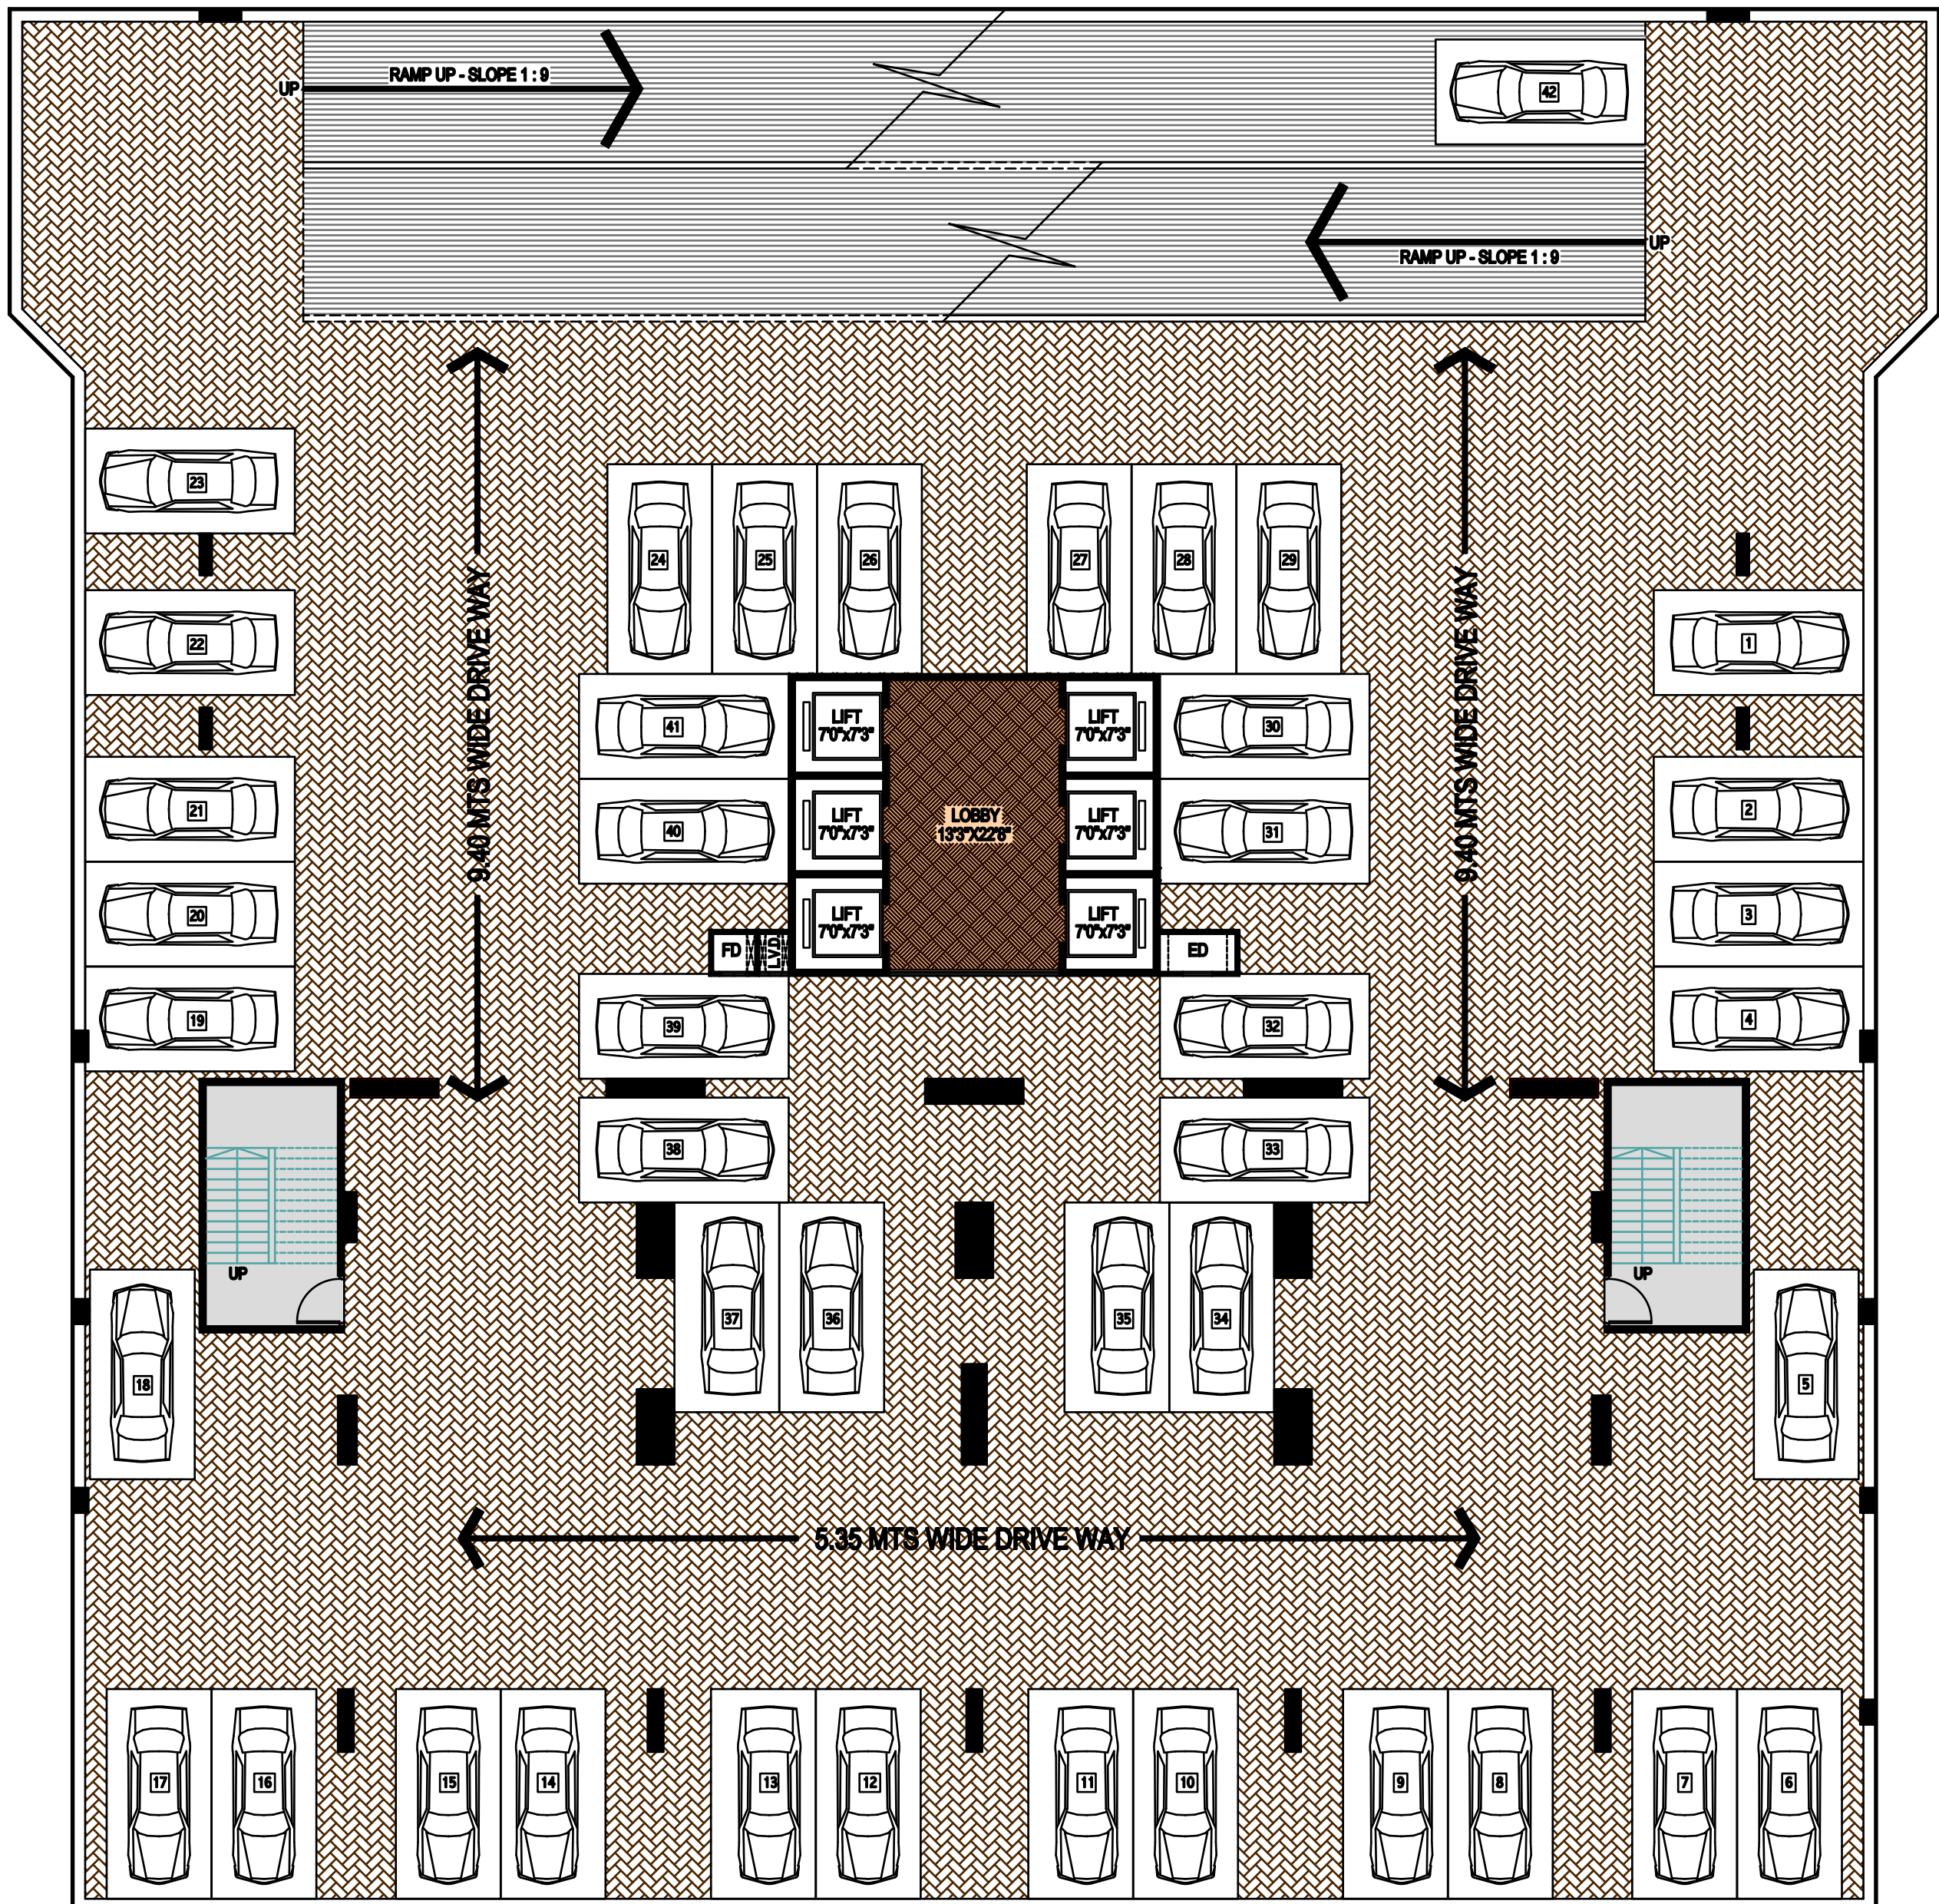 RAMP UP - SLOPE 1 : 9
UP
42
UP
RAMP UP - SLOPE 1 : 9
23
24
25
26
27
28
29
22
1
9.40 MTS WIDE DRIVE WAY
9.40 MTS WIDE DRIVE WAY
41
LIFT
7'0"x7'3"
LIFT
7'0"x7'3"
30
21
40
LIFT
7'0"x7'3"
LOBBY
13'3"X22'8"
LIFT
7'0"x7'3"
31
2
20
LIFT
7'0"x7'3"
LIFT
7'0"x7'3"
3
FD
LVD
ED
19
39
32
4
38
33
UP
UP
37
36
35
34
18
5
5.35 MTS WIDE DRIVE WAY
17
16
15
14
13
12
11
10
9
8
7
6